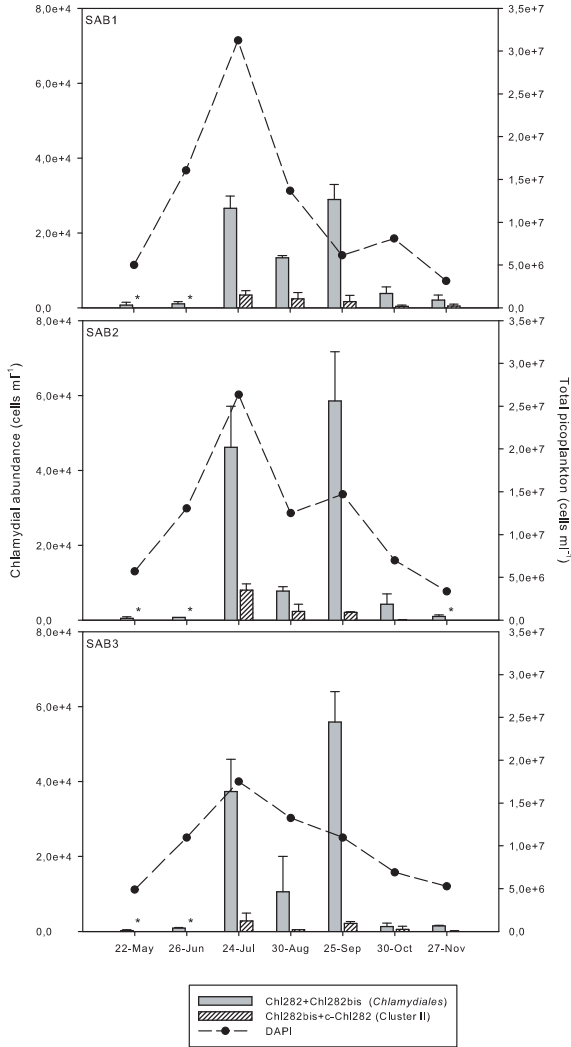 SAB1
8,0e+4
6,0e+4
4,0e+4
2,0e+4
0,0
3,5e+7
3,0e+7
2,5e+7
2,0e+7
1,5e+7
1,0e+7
5,0e+6
0,0
*
*
SAB2
8,0e+4
6,0e+4
4,0e+4
2,0e+4
0,0
3,5e+7
3,0e+7
2,5e+7
2,0e+7
1,5e+7
1,0e+7
5,0e+6
0,0
*
*
*
Chlamydial abundance (cells ml⁻¹)
Total picoplankton (cells ml⁻¹)
SAB3
8,0e+4
6,0e+4
4,0e+4
2,0e+4
0,0
3,5e+7
3,0e+7
2,5e+7
2,0e+7
1,5e+7
1,0e+7
5,0e+6
0,0
*
*
22-May 26-Jun 24-Jul 30-Aug 25-Sep 30-Oct 27-Nov
Chl282+Chl282bis (Chlamydiales)
Chl282bis+c-Chl282 (Cluster II)
DAPI